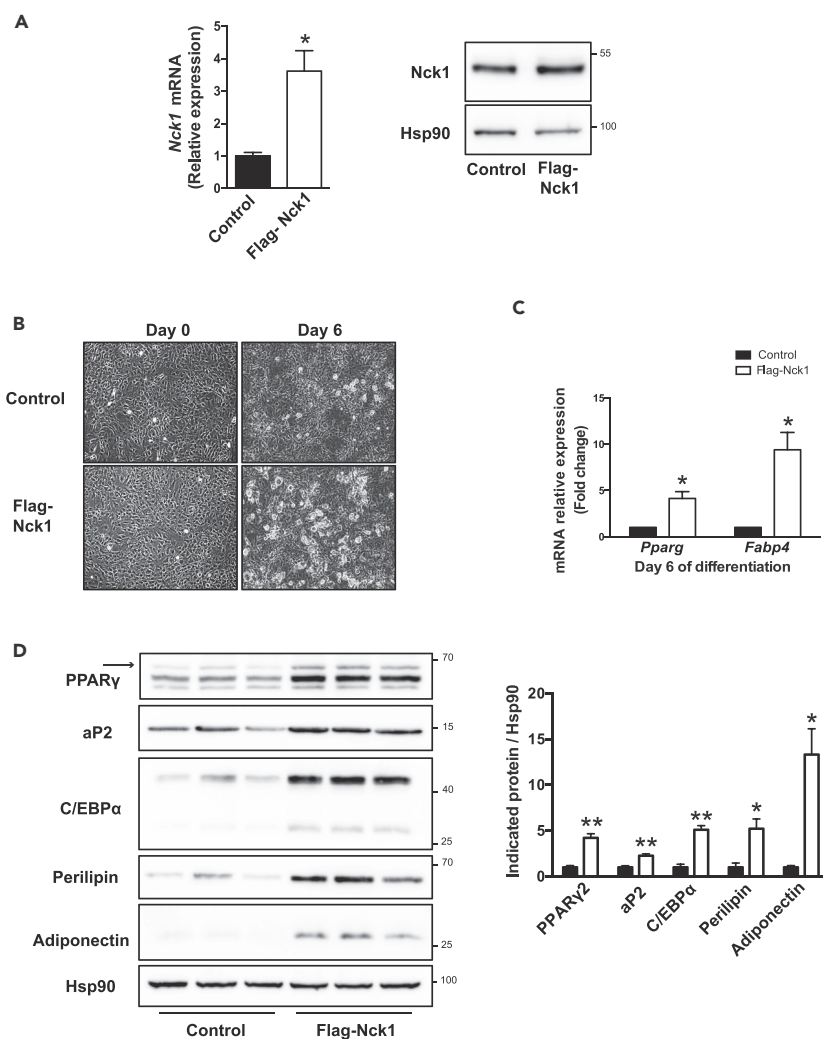 A
Nck1 mRNA
(Relative expression)
5
4
3
2
1
0
*
Control
Flag- Nck1
Nck1
Hsp90
55
100
Control
Flag-
Nck1
B
Day 0
Day 6
Control
Flag-
Nck1
C
Control
Flag-Nck1
mRNA relative expression
(Fold change)
15
10
5
0
*
*
Pparg
Fabp4
Day 6 of differentiation
D
PPARγ
70
aP2
15
C/EBPα
40
25
Perilipin
70
Adiponectin
25
Hsp90
100
Control
Flag-Nck1
Indicated protein / Hsp90
20
15
10
5
0
**
**
**
*
*
PPARγ2
aP2
C/EBPα
Perilipin
Adiponectin